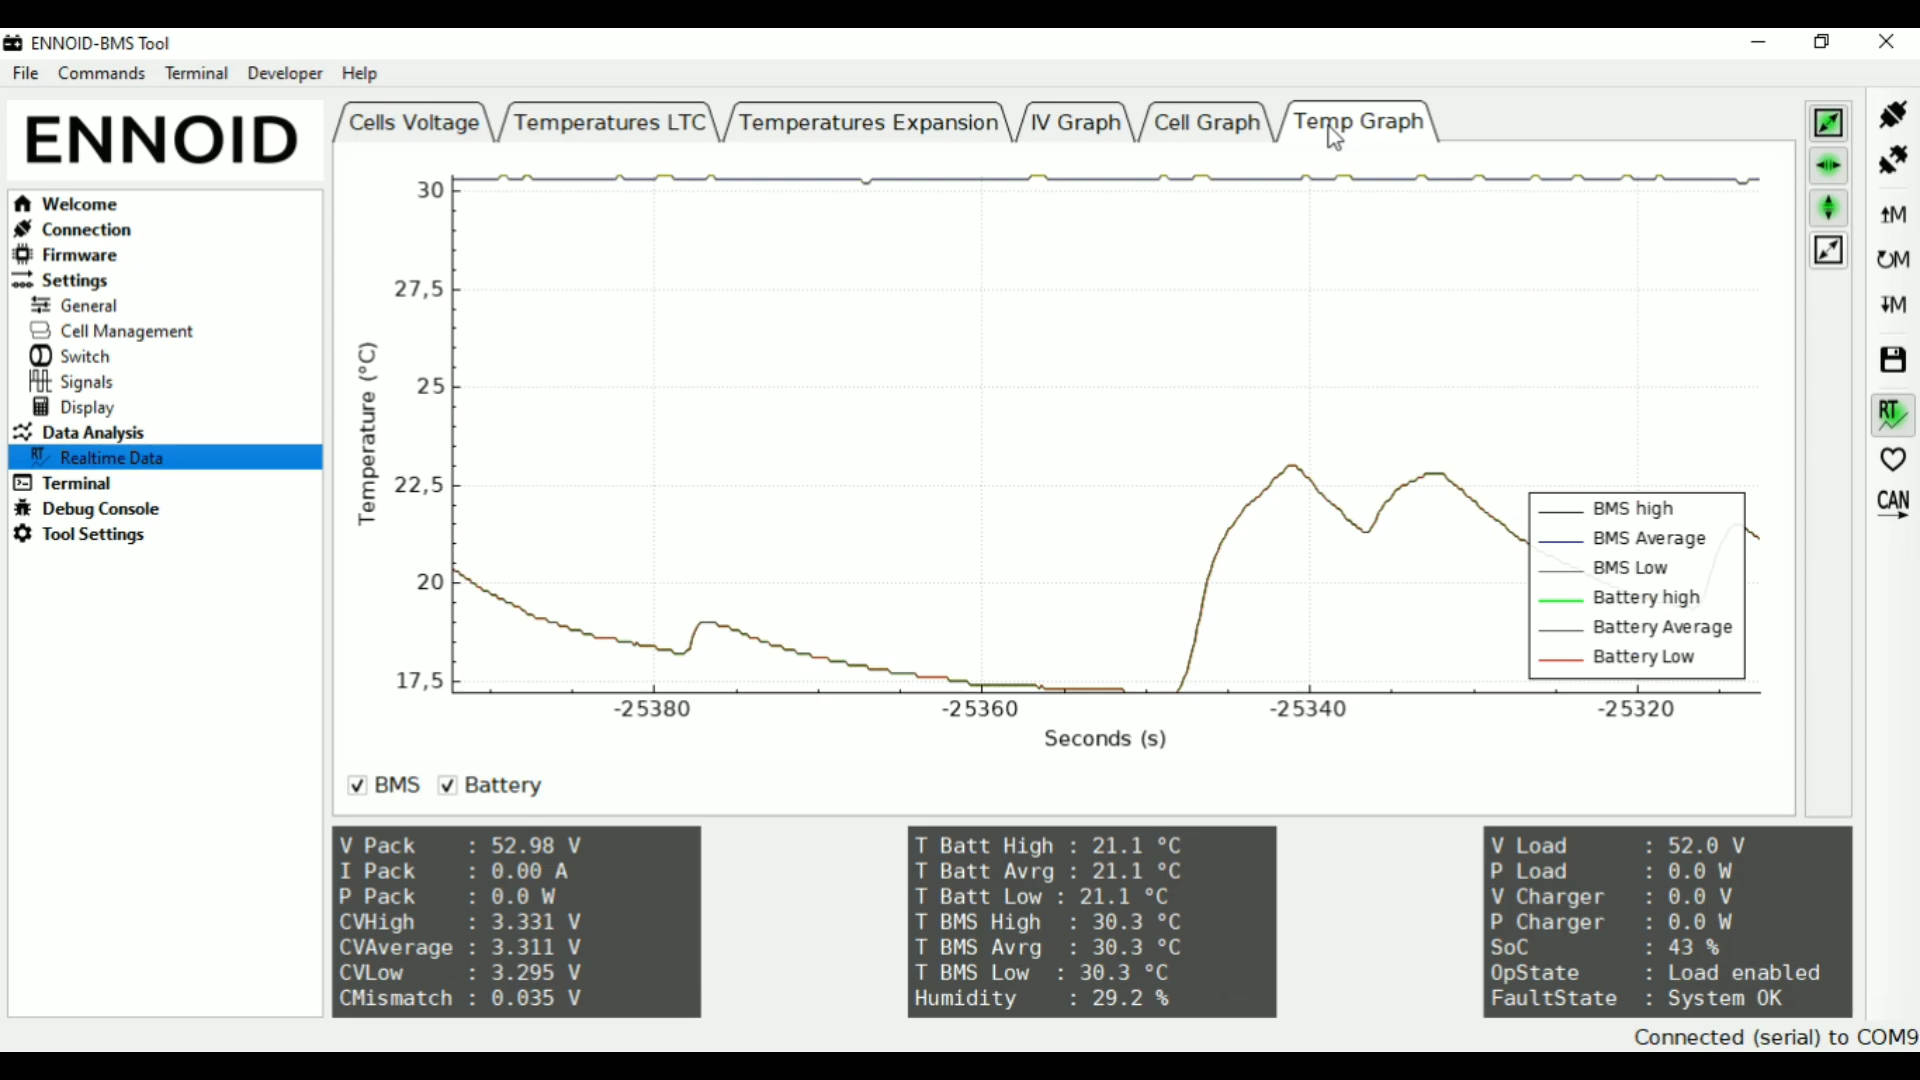 ENNOID-BMS Tool
File Commands Terminal Developer Help
ENNOID
Welcome
Connection
Firmware
Settings
General
Cell Management
Switch
Signals
Display
Data Analysis
RT Realtime Data
Terminal
Debug Console
Tool Settings
Cells Voltage Temperatures LTC Temperatures Expansion IV Graph Cell Graph Temp Graph
30
27,5
25
22,5
20
17,5
Temperature (°C)
-25380 -25360 -25340 -25320
Seconds (s)
BMS high
BMS Average
BMS Low
Battery high
Battery Average
Battery Low
BMS Battery
V Pack : 52.98 V
I Pack : 0.00 A
P Pack : 0.0 W
CVHigh : 3.331 V
CVAverage : 3.311 V
CVLow : 3.295 V
CMismatch : 0.035 V
T Batt High : 21.1 °C
T Batt Avrg : 21.1 °C
T Batt Low : 21.1 °C
T BMS High : 30.3 °C
T BMS Avrg : 30.3 °C
T BMS Low : 30.3 °C
Humidity : 29.2 %
V Load : 52.0 V
P Load : 0.0 W
V Charger : 0.0 V
P Charger : 0.0 W
SoC : 43 %
OpState : Load enabled
FaultState : System OK
M
M
M
RT
CAN
Connected (serial) to COM9